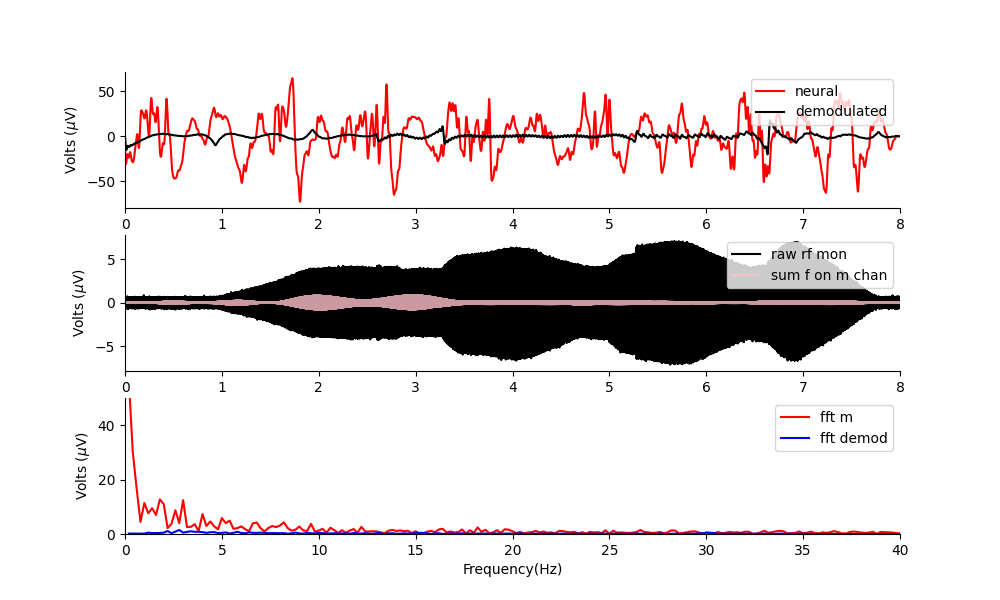 Volts (μV)
50
0
−50
neural
demodulated
0 1 2 3 4 5 6 7 8
Volts (μV)
5
0
−5
raw rf mon
sum f on m chan
0 1 2 3 4 5 6 7 8
Volts (μV)
40
20
0
fft m
fft demod
0 5 10 15 20 25 30 35 40
Frequency(Hz)